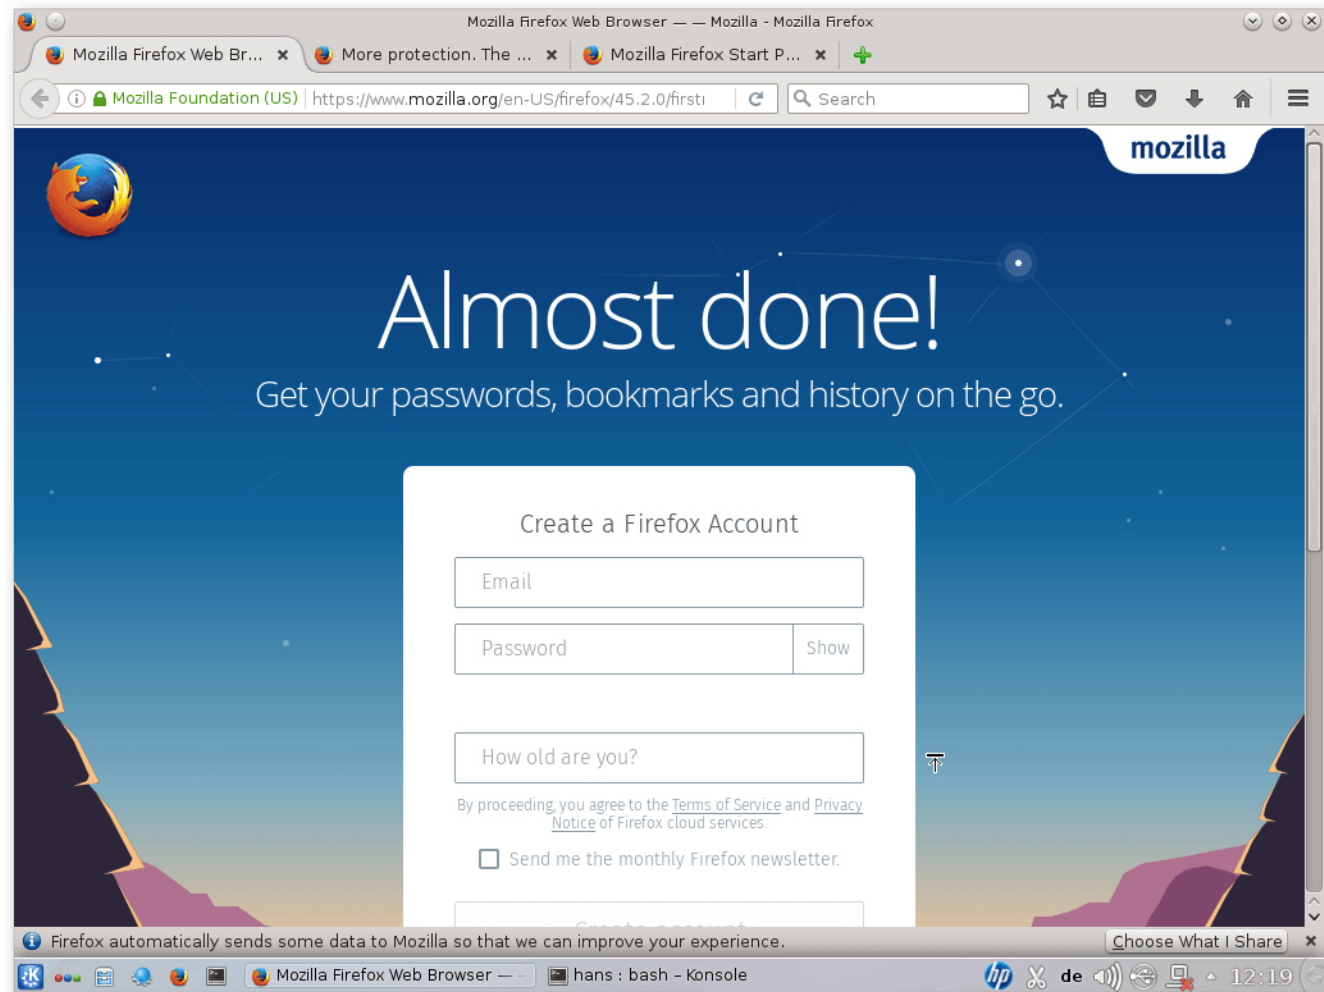 Mozilla Firefox Web Browser — — Mozilla - Mozilla Firefox
Mozilla Firefox Web Br... More protection. The ... Mozilla Firefox Start P...
Mozilla Foundation (US) https://www.mozilla.org/en-US/firefox/45.2.0/firstr Search
mozilla
Almost done!
Get your passwords, bookmarks and history on the go.
Create a Firefox Account
Email
Password Show
How old are you?
By proceeding, you agree to the Terms of Service and Privacy
Notice of Firefox cloud services.
Send me the monthly Firefox newsletter.
Create account
Firefox automatically sends some data to Mozilla so that we can improve your experience. Choose What I Share
Mozilla Firefox Web Browser — – hans : bash – Konsole hp de 12:19